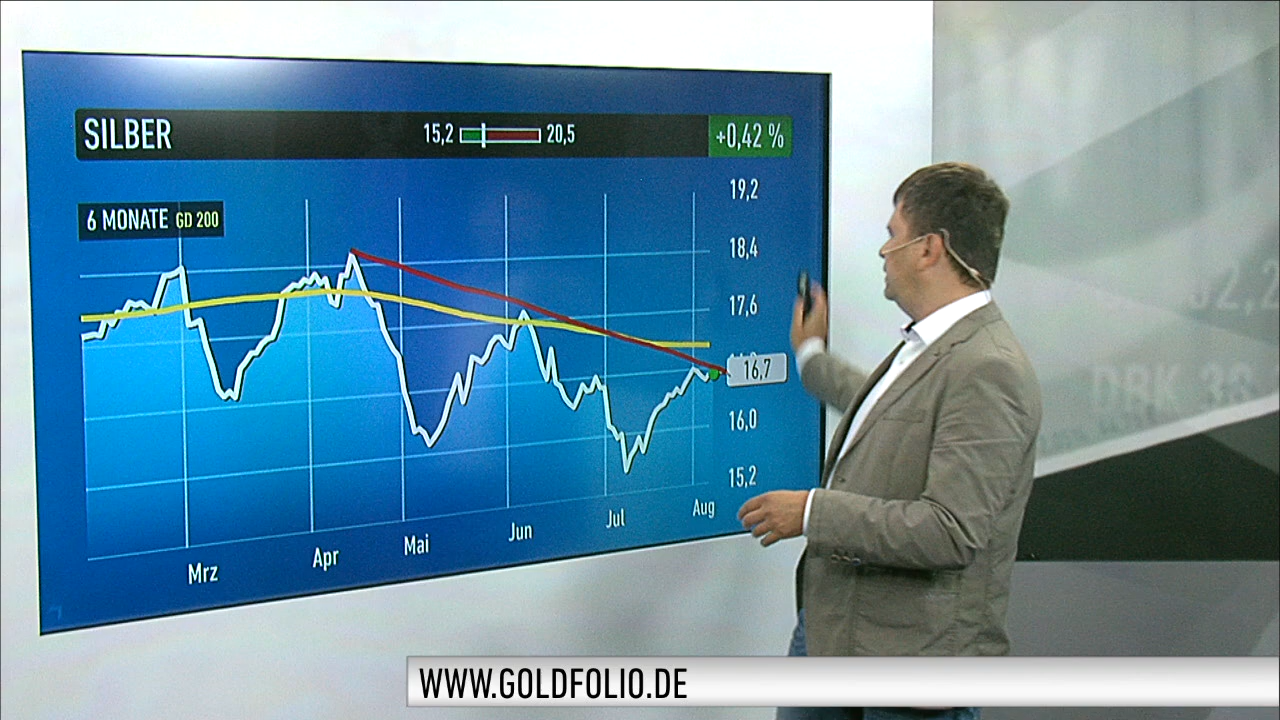 SILBER 15,2 20,5 +0,42 %
6 MONATE GD 200
19,2
18,4
17,6
16,7
16,0
15,2
Mrz Apr Mai Jun Jul Aug
WWW.GOLDFOLIO.DE